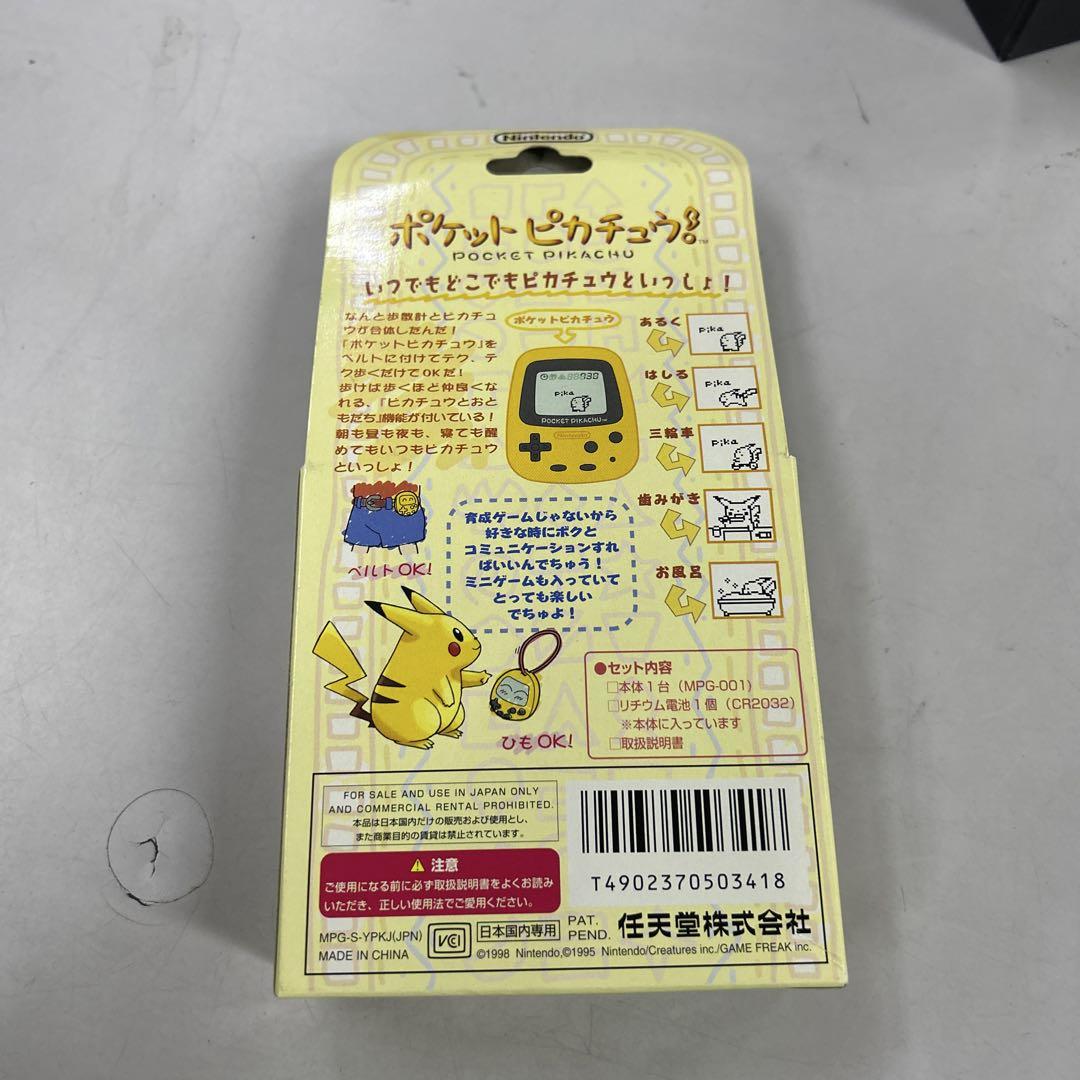 Nintendo
ポケットピカチュウ!
POCKET PIKACHU
TM
いつでもどこでもピカチュウといっしょ!
なんと歩数計とピカチュ
ウが合体したんだ!
「ポケットピカチュウ」を
ベルトに付けてテク、テ
ク歩くだけでOKだ!
歩けば歩くほど仲良くな
れる、「ピカチュウとおと
もだち」機能が付いている!
朝も昼も夜も、寝ても醒
めてもいつもピカチュウ
といっしょ!
ポケットピカチュウ
pika
POCKET PIKACHU
Nintendo
あるく
pika
はしる
pika
三輪車
pika
歯みがき
お風呂
ベルトOK!
育成ゲームじゃないから
好きな時にボクと
コミュニケーションすれ
ばいいんでちゅう!
ミニゲームも入っていて
とっても楽しい
でちゅよ!
ひもOK!
●セット内容
□本体1台(MPG-001)
□リチウム電池1個(CR2032)
※本体に入っています
□取扱説明書
FOR SALE AND USE IN JAPAN ONLY
AND COMMERCIAL RENTAL PROHIBITED.
本品は日本国内だけの販売および使用とし、
また商業目的の賃貸は禁止されています。
注意
ご使用になる前に必ず取扱説明書をよくお読み
いただき、正しい使用法でご愛用ください。
T4902370503418
MPG-S-YPKJ(JPN)
MADE IN CHINA
VCCI
日本国内専用
PAT.
PEND.
任天堂株式会社
©1998 Nintendo,©1995 Nintendo/Creatures inc./GAME FREAK inc.